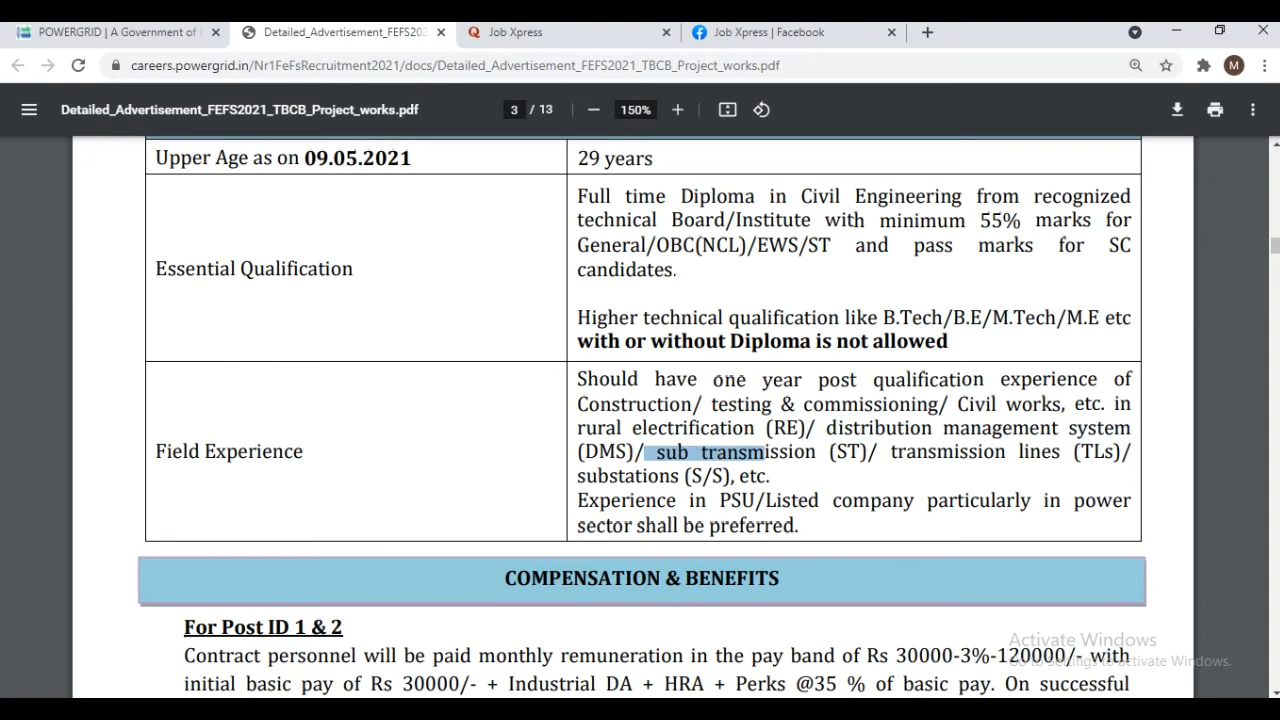 POWERGRID | A Government of I
Detailed_Advertisement_FEFS202
Job Xpress
Job Xpress | Facebook
careers.powergrid.in/Nr1FeFsRecruitment2021/docs/Detailed_Advertisement_FEFS2021_TBCB_Project_works.pdf
M
Detailed_Advertisement_FEFS2021_TBCB_Project_works.pdf
3 / 13
150%
Upper Age as on 09.05.2021
29 years
Essential Qualification
Full time Diploma in Civil Engineering from recognized
technical Board/Institute with minimum 55% marks for
General/OBC(NCL)/EWS/ST and pass marks for SC
candidates.
Higher technical qualification like B.Tech/B.E/M.Tech/M.E etc
with or without Diploma is not allowed
Field Experience
Should have one year post qualification experience of
Construction/ testing & commissioning/ Civil works, etc. in
rural electrification (RE)/ distribution management system
(DMS)/ sub transmission (ST)/ transmission lines (TLs)/
substations (S/S), etc.
Experience in PSU/Listed company particularly in power
sector shall be preferred.
COMPENSATION & BENEFITS
For Post ID 1 & 2
Contract personnel will be paid monthly remuneration in the pay band of Rs 30000-3%-120000/- with
initial basic pay of Rs 30000/- + Industrial DA + HRA + Perks @35 % of basic pay. On successful
Activate Windows
Go to Settings to activate Windows.